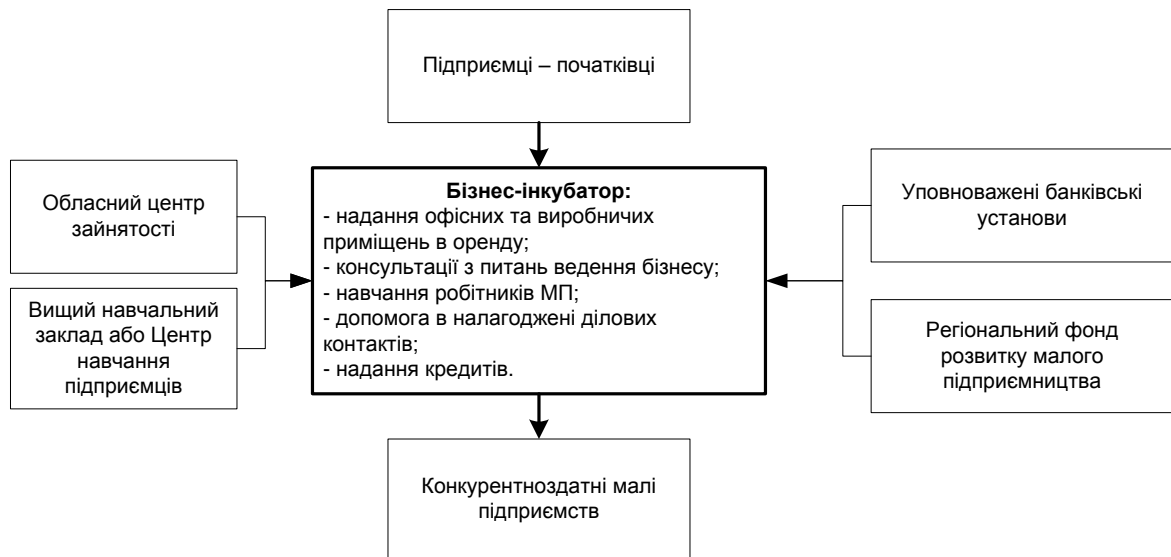 Підприємці – початківці
Обласний центр
зайнятості
Вищий навчальний
заклад або Центр
навчання
підприємців
Бізнес-інкубатор:
- надання офісних та виробничих
приміщень в оренду;
- консультації з питань ведення бізнесу;
- навчання робітників МП;
- допомога в налагоджені ділових
контактів;
- надання кредитів.
Уповноважені банківські
установи
Регіональний фонд
розвитку малого
підприємництва
Конкурентноздатні малі
підприємств